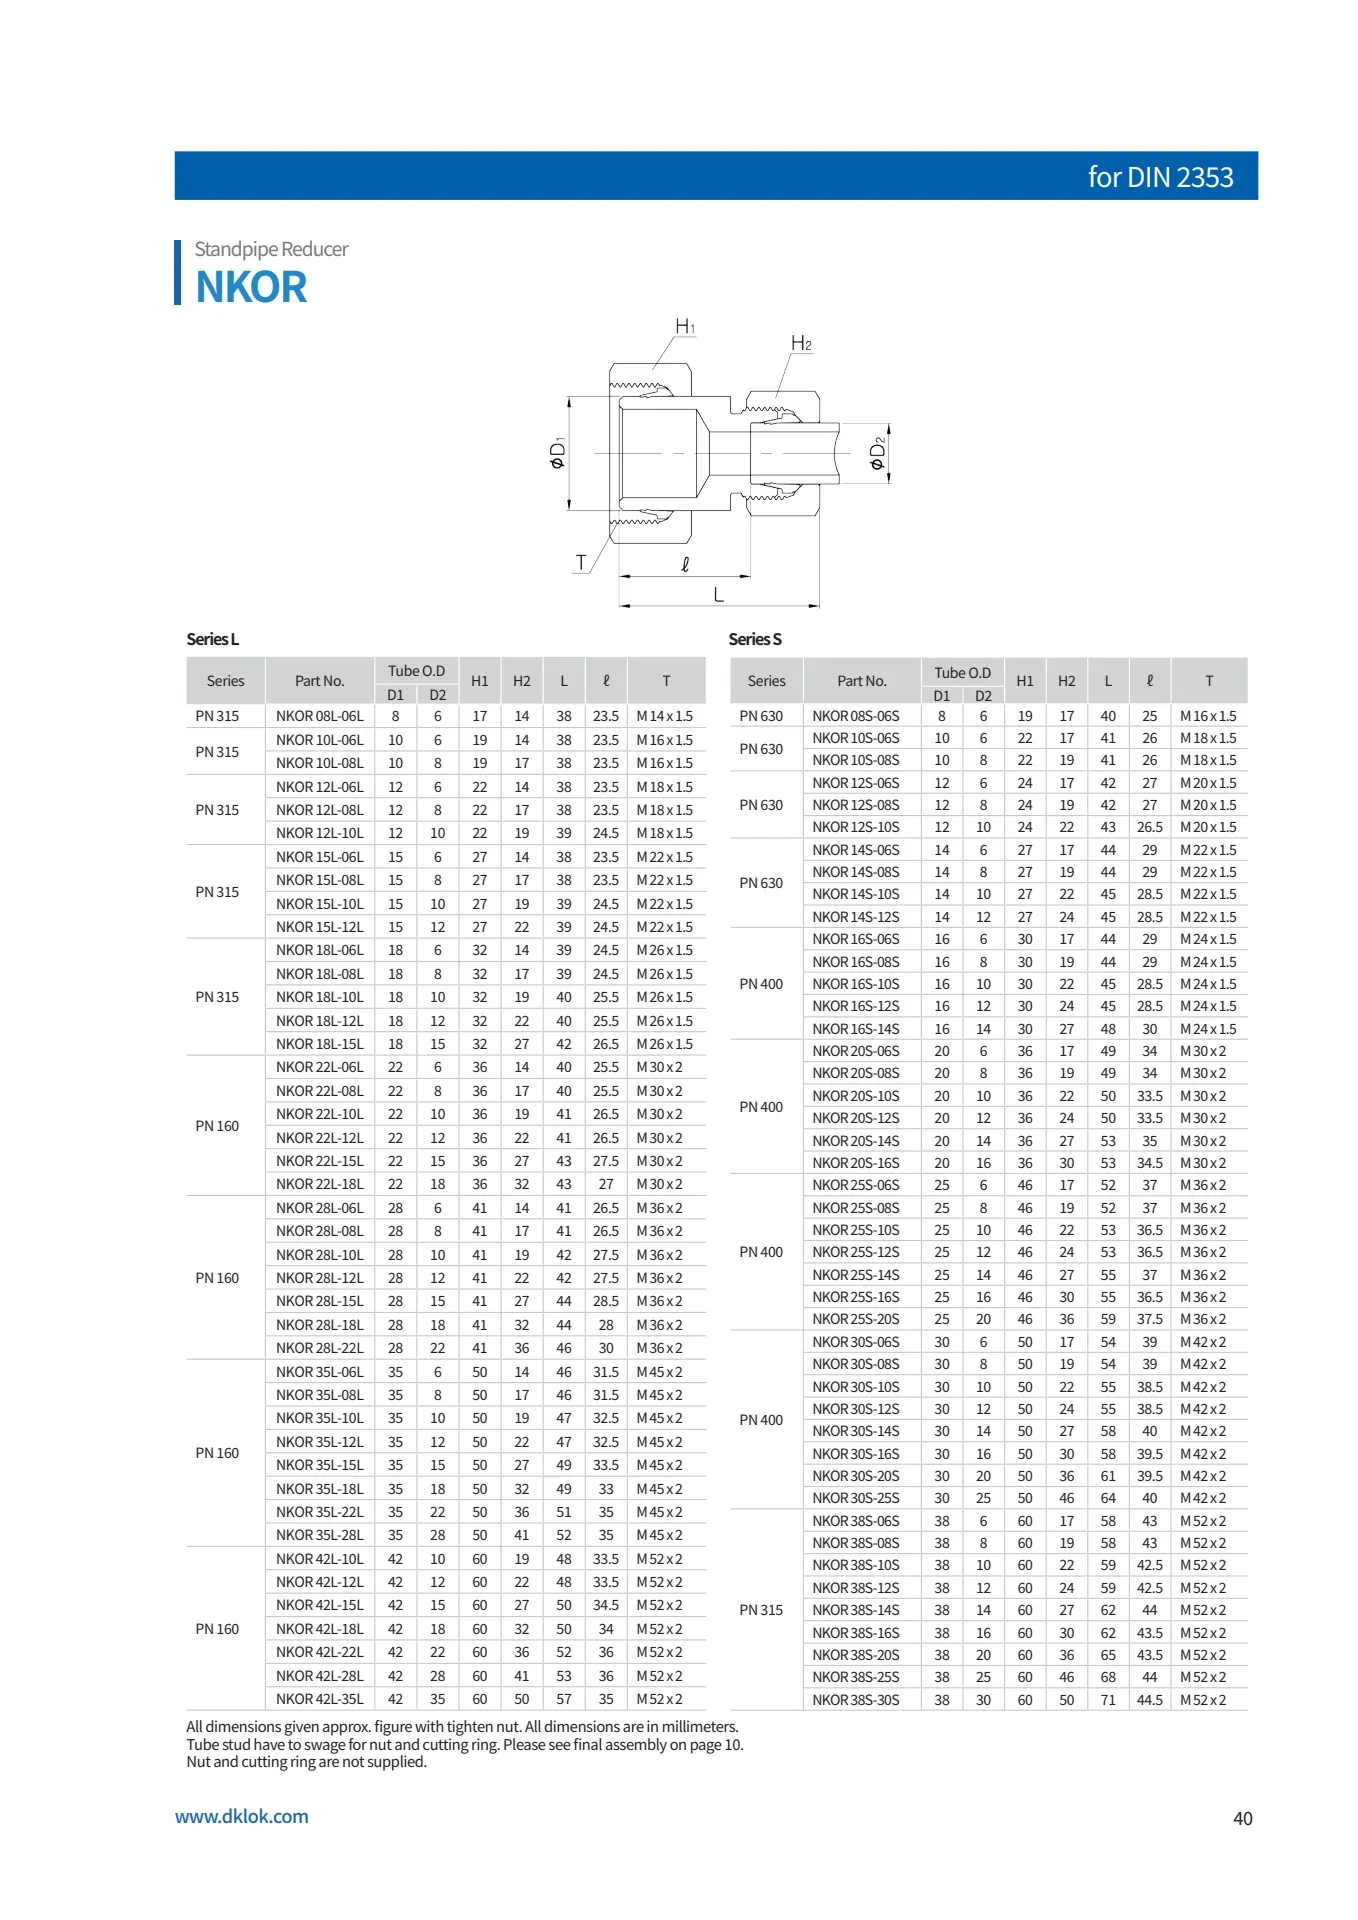 for DIN 2353
Standpipe Reducer
NKOR
H1
H2
ϕD1
ϕD2
T
ℓ
L
Series L
Series Part No. Tube O.D H1 H2 L ℓ T
D1 D2
PN 315 NKOR 08L-06L 8 6 17 14 38 23.5 M 14 x 1.5
PN 315 NKOR 10L-06L 10 6 19 14 38 23.5 M 16 x 1.5
NKOR 10L-08L 10 8 19 17 38 23.5 M 16 x 1.5
PN 315 NKOR 12L-06L 12 6 22 14 38 23.5 M 18 x 1.5
NKOR 12L-08L 12 8 22 17 38 23.5 M 18 x 1.5
NKOR 12L-10L 12 10 22 19 39 24.5 M 18 x 1.5
PN 315 NKOR 15L-06L 15 6 27 14 38 23.5 M 22 x 1.5
NKOR 15L-08L 15 8 27 17 38 23.5 M 22 x 1.5
NKOR 15L-10L 15 10 27 19 39 24.5 M 22 x 1.5
NKOR 15L-12L 15 12 27 22 39 24.5 M 22 x 1.5
PN 315 NKOR 18L-06L 18 6 32 14 39 24.5 M 26 x 1.5
NKOR 18L-08L 18 8 32 17 39 24.5 M 26 x 1.5
NKOR 18L-10L 18 10 32 19 40 25.5 M 26 x 1.5
NKOR 18L-12L 18 12 32 22 40 25.5 M 26 x 1.5
NKOR 18L-15L 18 15 32 27 42 26.5 M 26 x 1.5
PN 160 NKOR 22L-06L 22 6 36 14 40 25.5 M 30 x 2
NKOR 22L-08L 22 8 36 17 40 25.5 M 30 x 2
NKOR 22L-10L 22 10 36 19 41 26.5 M 30 x 2
NKOR 22L-12L 22 12 36 22 41 26.5 M 30 x 2
NKOR 22L-15L 22 15 36 27 43 27.5 M 30 x 2
NKOR 22L-18L 22 18 36 32 43 27 M 30 x 2
PN 160 NKOR 28L-06L 28 6 41 14 41 26.5 M 36 x 2
NKOR 28L-08L 28 8 41 17 41 26.5 M 36 x 2
NKOR 28L-10L 28 10 41 19 42 27.5 M 36 x 2
NKOR 28L-12L 28 12 41 22 42 27.5 M 36 x 2
NKOR 28L-15L 28 15 41 27 44 28.5 M 36 x 2
NKOR 28L-18L 28 18 41 32 44 28 M 36 x 2
NKOR 28L-22L 28 22 41 36 46 30 M 36 x 2
PN 160 NKOR 35L-06L 35 6 50 14 46 31.5 M 45 x 2
NKOR 35L-08L 35 8 50 17 46 31.5 M 45 x 2
NKOR 35L-10L 35 10 50 19 47 32.5 M 45 x 2
NKOR 35L-12L 35 12 50 22 47 32.5 M 45 x 2
NKOR 35L-15L 35 15 50 27 49 33.5 M 45 x 2
NKOR 35L-18L 35 18 50 32 49 33 M 45 x 2
NKOR 35L-22L 35 22 50 36 51 35 M 45 x 2
NKOR 35L-28L 35 28 50 41 52 35 M 45 x 2
PN 160 NKOR 42L-10L 42 10 60 19 48 33.5 M 52 x 2
NKOR 42L-12L 42 12 60 22 48 33.5 M 52 x 2
NKOR 42L-15L 42 15 60 27 50 34.5 M 52 x 2
NKOR 42L-18L 42 18 60 32 50 34 M 52 x 2
NKOR 42L-22L 42 22 60 36 52 36 M 52 x 2
NKOR 42L-28L 42 28 60 41 53 36 M 52 x 2
NKOR 42L-35L 42 35 60 50 57 35 M 52 x 2
Series S
Series Part No. Tube O.D H1 H2 L ℓ T
D1 D2
PN 630 NKOR 08S-06S 8 6 19 17 40 25 M 16 x 1.5
PN 630 NKOR 10S-06S 10 6 22 17 41 26 M 18 x 1.5
NKOR 10S-08S 10 8 22 19 41 26 M 18 x 1.5
PN 630 NKOR 12S-06S 12 6 24 17 42 27 M 20 x 1.5
NKOR 12S-08S 12 8 24 19 42 27 M 20 x 1.5
NKOR 12S-10S 12 10 24 22 43 26.5 M 20 x 1.5
PN 630 NKOR 14S-06S 14 6 27 17 44 29 M 22 x 1.5
NKOR 14S-08S 14 8 27 19 44 29 M 22 x 1.5
NKOR 14S-10S 14 10 27 22 45 28.5 M 22 x 1.5
NKOR 14S-12S 14 12 27 24 45 28.5 M 22 x 1.5
PN 400 NKOR 16S-06S 16 6 30 17 44 29 M 24 x 1.5
NKOR 16S-08S 16 8 30 19 44 29 M 24 x 1.5
NKOR 16S-10S 16 10 30 22 45 28.5 M 24 x 1.5
NKOR 16S-12S 16 12 30 24 45 28.5 M 24 x 1.5
NKOR 16S-14S 16 14 30 27 48 30 M 24 x 1.5
PN 400 NKOR 20S-06S 20 6 36 17 49 34 M 30 x 2
NKOR 20S-08S 20 8 36 19 49 34 M 30 x 2
NKOR 20S-10S 20 10 36 22 50 33.5 M 30 x 2
NKOR 20S-12S 20 12 36 24 50 33.5 M 30 x 2
NKOR 20S-14S 20 14 36 27 53 35 M 30 x 2
NKOR 20S-16S 20 16 36 30 53 34.5 M 30 x 2
PN 400 NKOR 25S-06S 25 6 46 17 52 37 M 36 x 2
NKOR 25S-08S 25 8 46 19 52 37 M 36 x 2
NKOR 25S-10S 25 10 46 22 53 36.5 M 36 x 2
NKOR 25S-12S 25 12 46 24 53 36.5 M 36 x 2
NKOR 25S-14S 25 14 46 27 55 37 M 36 x 2
NKOR 25S-16S 25 16 46 30 55 36.5 M 36 x 2
NKOR 25S-20S 25 20 46 36 59 37.5 M 36 x 2
PN 400 NKOR 30S-06S 30 6 50 17 54 39 M 42 x 2
NKOR 30S-08S 30 8 50 19 54 39 M 42 x 2
NKOR 30S-10S 30 10 50 22 55 38.5 M 42 x 2
NKOR 30S-12S 30 12 50 24 55 38.5 M 42 x 2
NKOR 30S-14S 30 14 50 27 58 40 M 42 x 2
NKOR 30S-16S 30 16 50 30 58 39.5 M 42 x 2
NKOR 30S-20S 30 20 50 36 61 39.5 M 42 x 2
NKOR 30S-25S 30 25 50 46 64 40 M 42 x 2
PN 315 NKOR 38S-06S 38 6 60 17 58 43 M 52 x 2
NKOR 38S-08S 38 8 60 19 58 43 M 52 x 2
NKOR 38S-10S 38 10 60 22 59 42.5 M 52 x 2
NKOR 38S-12S 38 12 60 24 59 42.5 M 52 x 2
NKOR 38S-14S 38 14 60 27 62 44 M 52 x 2
NKOR 38S-16S 38 16 60 30 62 43.5 M 52 x 2
NKOR 38S-20S 38 20 60 36 65 43.5 M 52 x 2
NKOR 38S-25S 38 25 60 46 68 44 M 52 x 2
NKOR 38S-30S 38 30 60 50 71 44.5 M 52 x 2
All dimensions given approx. figure with tighten nut. All dimensions are in millimeters.
Tube stud have to swage for nut and cutting ring. Please see final assembly on page 10.
Nut and cutting ring are not supplied.
www.dklok.com
40